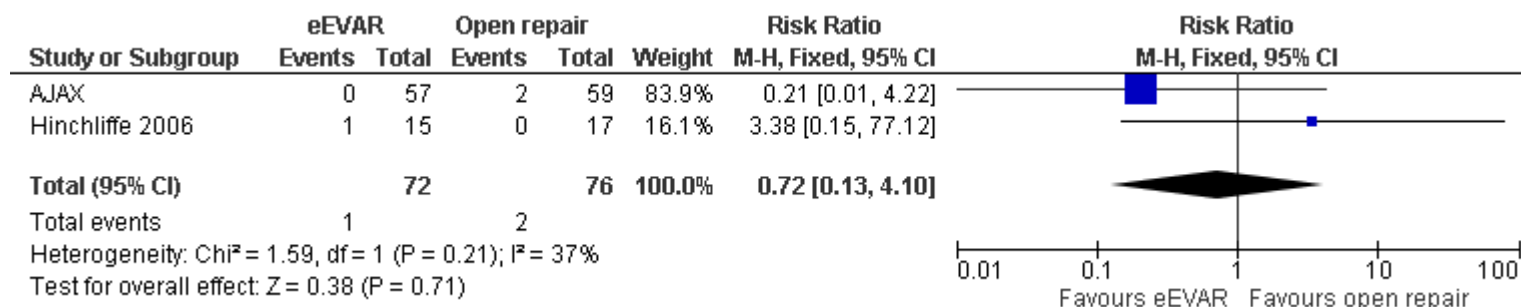 eEVAR Open repair Risk Ratio Risk Ratio
Study or Subgroup Events Total Events Total Weight M-H, Fixed, 95% CI M-H, Fixed, 95% CI
AJAX 0 57 2 59 83.9% 0.21 [0.01, 4.22]
Hinchliffe 2006 1 15 0 17 16.1% 3.38 [0.15, 77.12]
Total (95% CI) 72 76 100.0% 0.72 [0.13, 4.10]
Total events 1 2
Heterogeneity: Chi² = 1.59, df = 1 (P = 0.21); I² = 37%
Test for overall effect: Z = 0.38 (P = 0.71)
0.01 0.1 1 10 100
Favours eEVAR Favours open repair